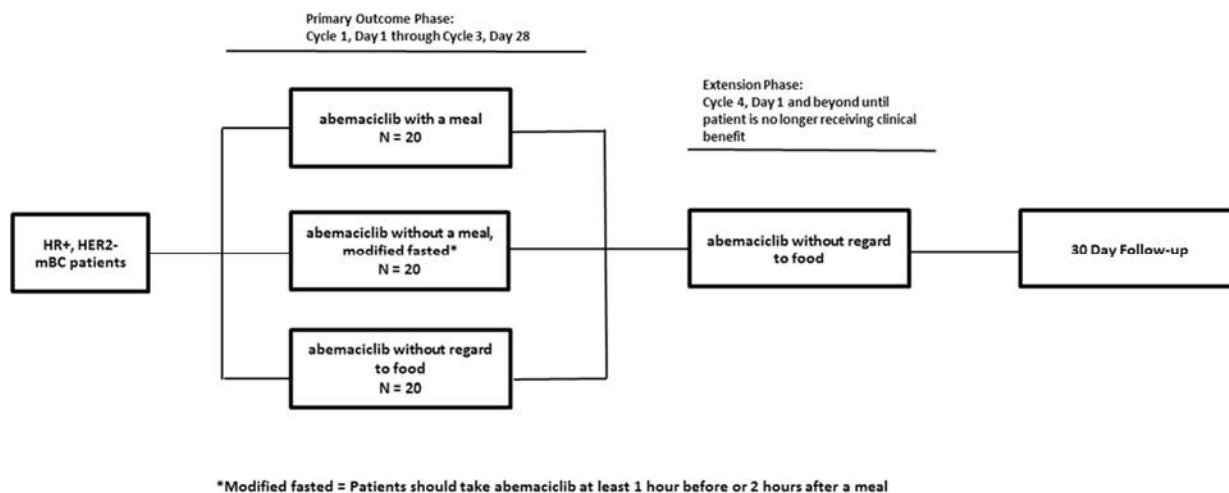 Primary Outcome Phase:
Cycle 1, Day 1 through Cycle 3, Day 28
Extension Phase:
Cycle 4, Day 1 and beyond until
patient is no longer receiving clinical
benefit
HR+, HER2-
mBC patients
abemaciclib with a meal
N = 20
abemaciclib without a meal,
modified fasted*
N = 20
abemaciclib without regard
to food
N = 20
abemaciclib without regard
to food
30 Day Follow-up
*Modified fasted = Patients should take abemaciclib at least 1 hour before or 2 hours after a meal